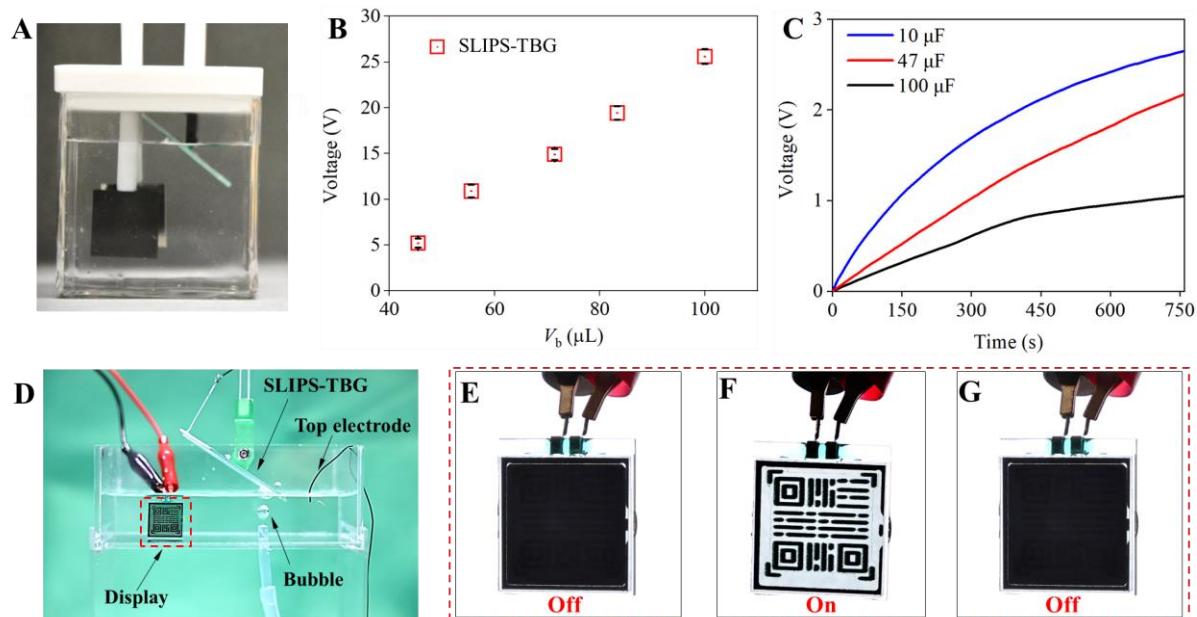 A
B
30
25
20
15
10
5
0
Voltage (V)
SLIPS-TBG
40
60
80
100
V_b (μL)
C
3
2
1
0
Voltage (V)
10 μF
47 μF
100 μF
0
150
300
450
600
750
Time (s)
D
SLIPS-TBG
Top electrode
Bubble
Display
E
Off
F
On
G
Off